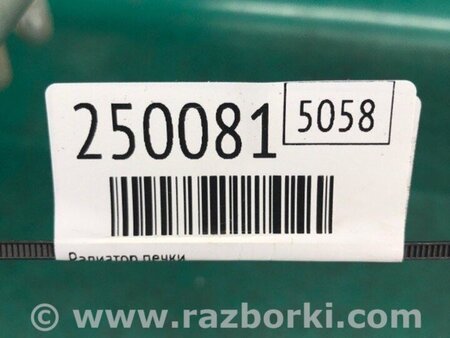 250081 5058
Радиатор печки
© www.razborki.com